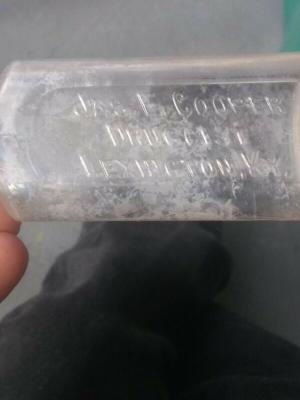 Jas. L. Cooper
Druggist
Lexington, Ky